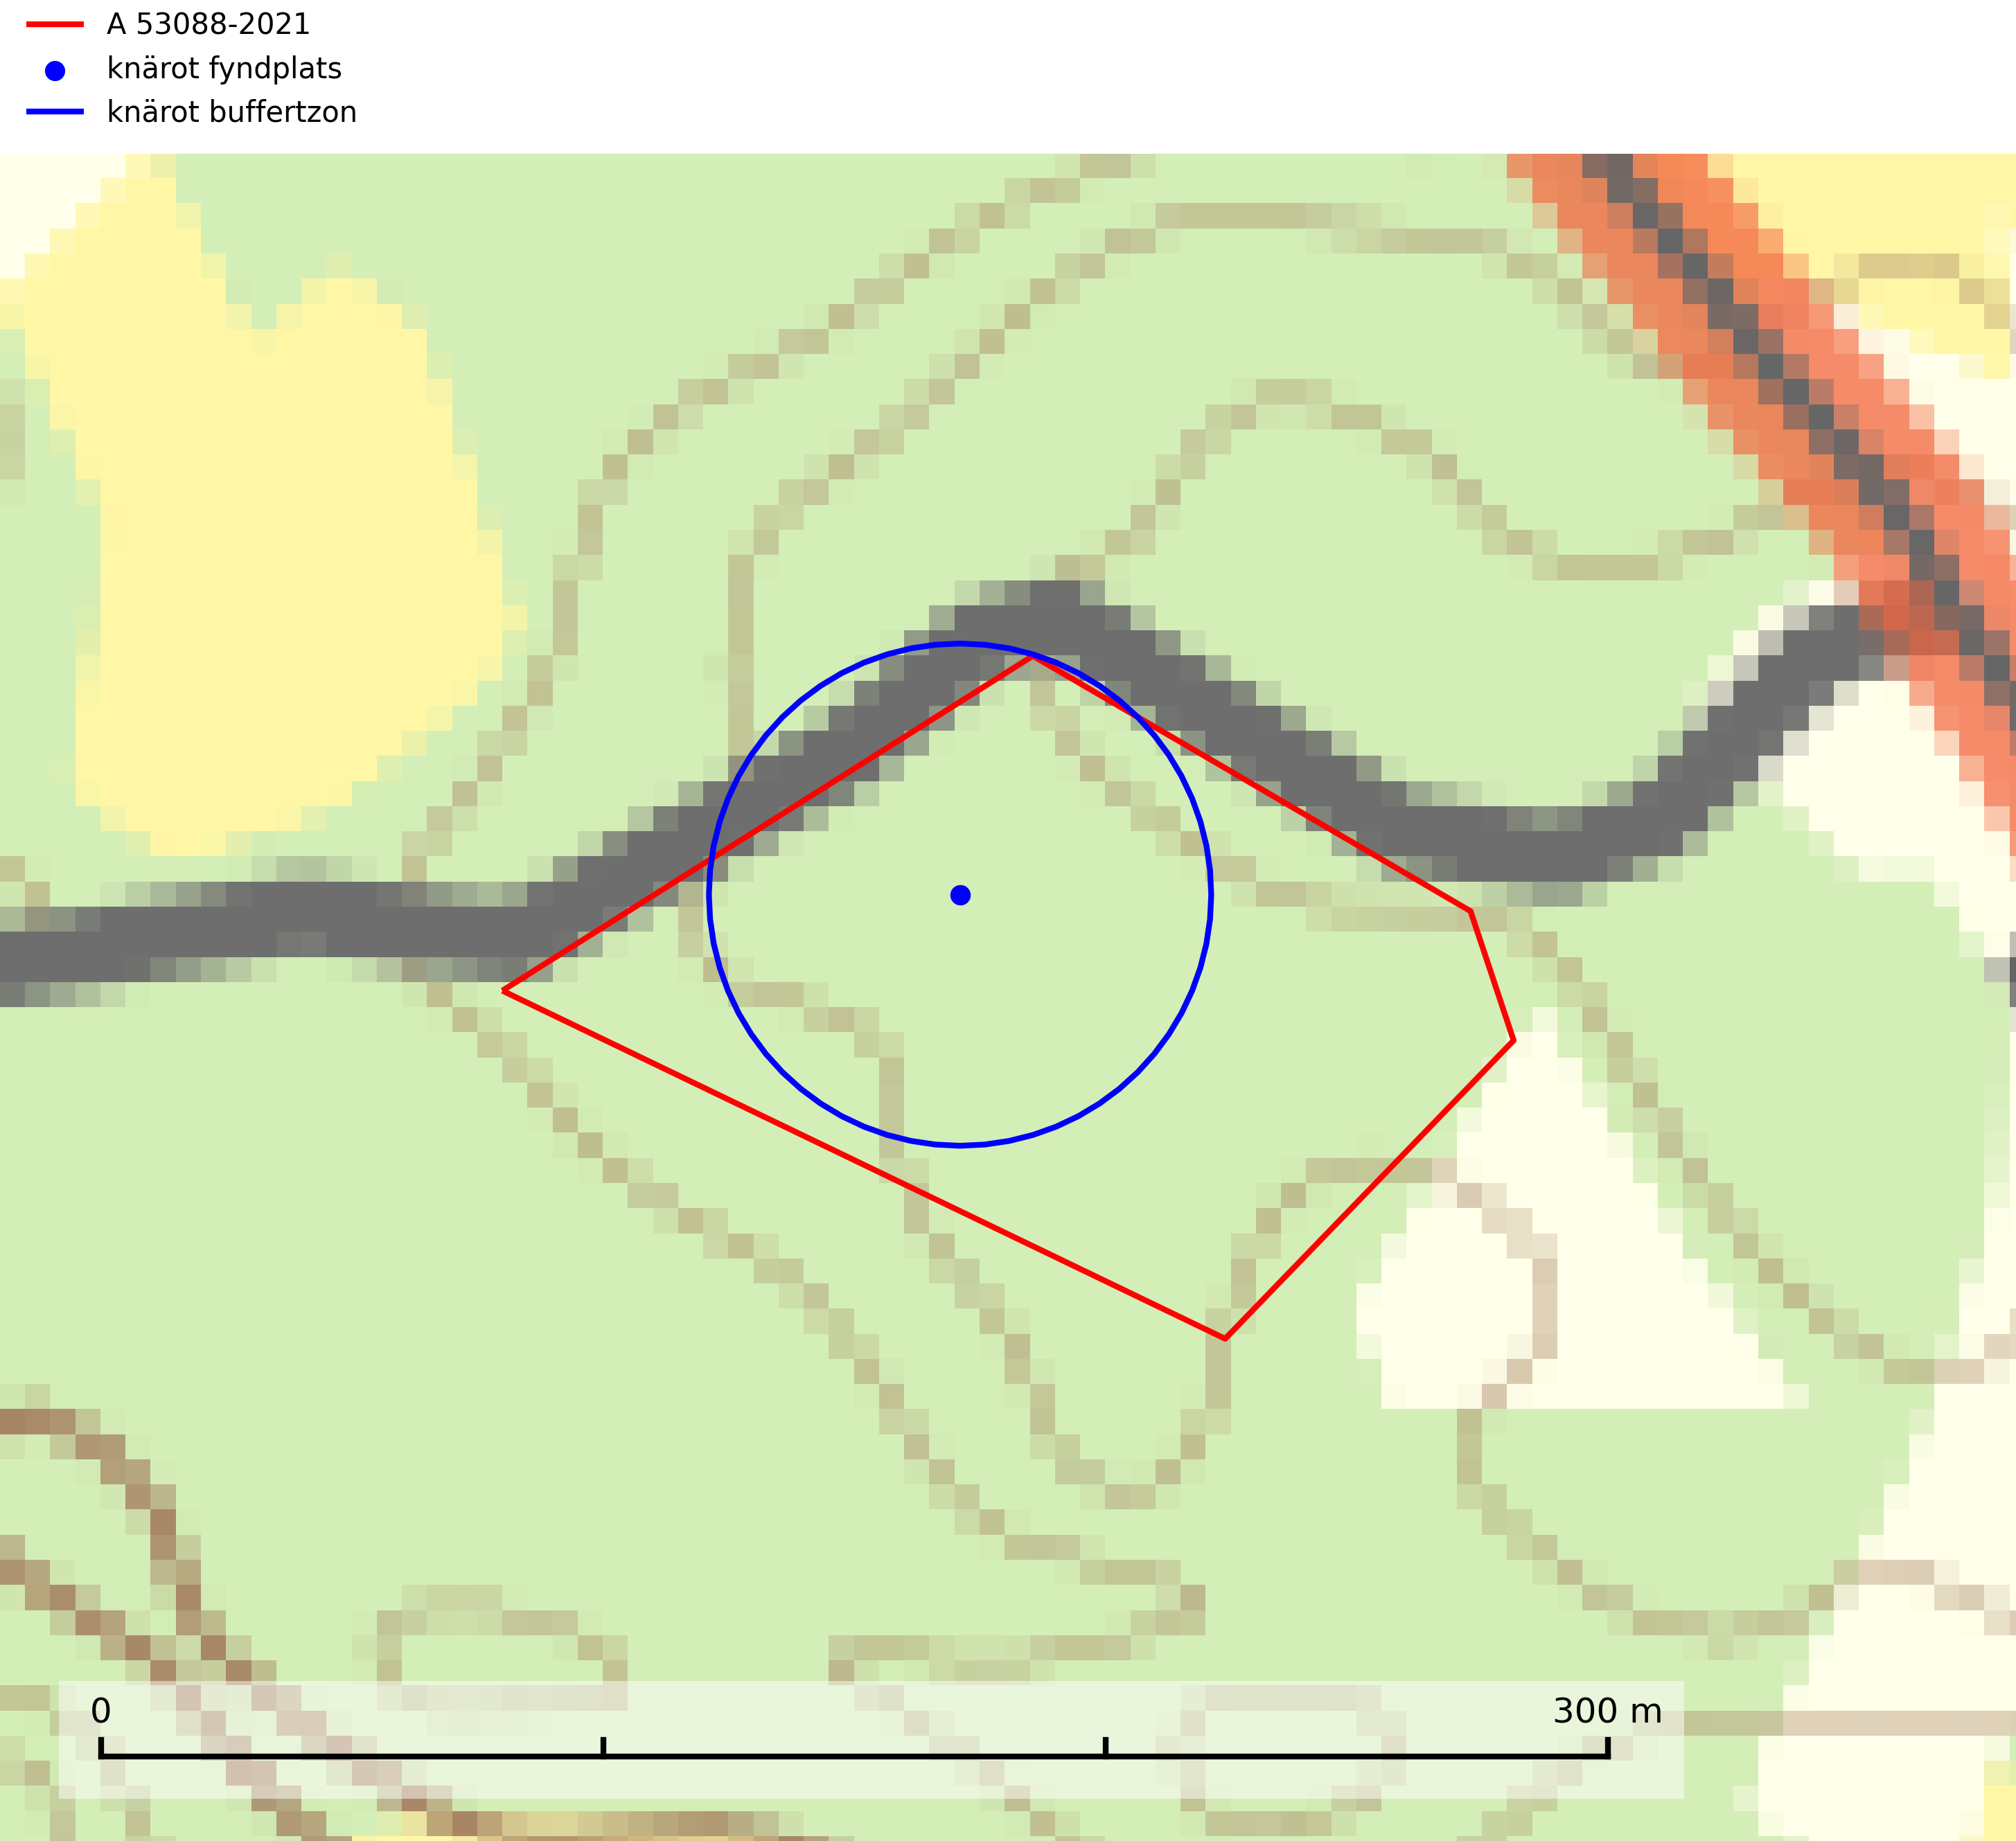 A 53088-2021
knärot fyndplats
knärot buffertzon
0 300 m